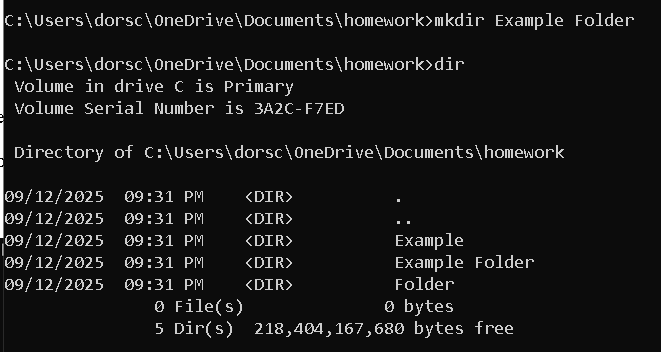 C:\Users\dorsc\OneDrive\Documents\homework>mkdir Example Folder
C:\Users\dorsc\OneDrive\Documents\homework>dir
 Volume in drive C is Primary
 Volume Serial Number is 3A2C-F7ED
 Directory of C:\Users\dorsc\OneDrive\Documents\homework
09/12/2025  09:31 PM    <DIR>          .
09/12/2025  09:31 PM    <DIR>          ..
09/12/2025  09:31 PM    <DIR>          Example
09/12/2025  09:31 PM    <DIR>          Example Folder
09/12/2025  09:31 PM    <DIR>          Folder
               0 File(s)              0 bytes
               5 Dir(s)  218,404,167,680 bytes free